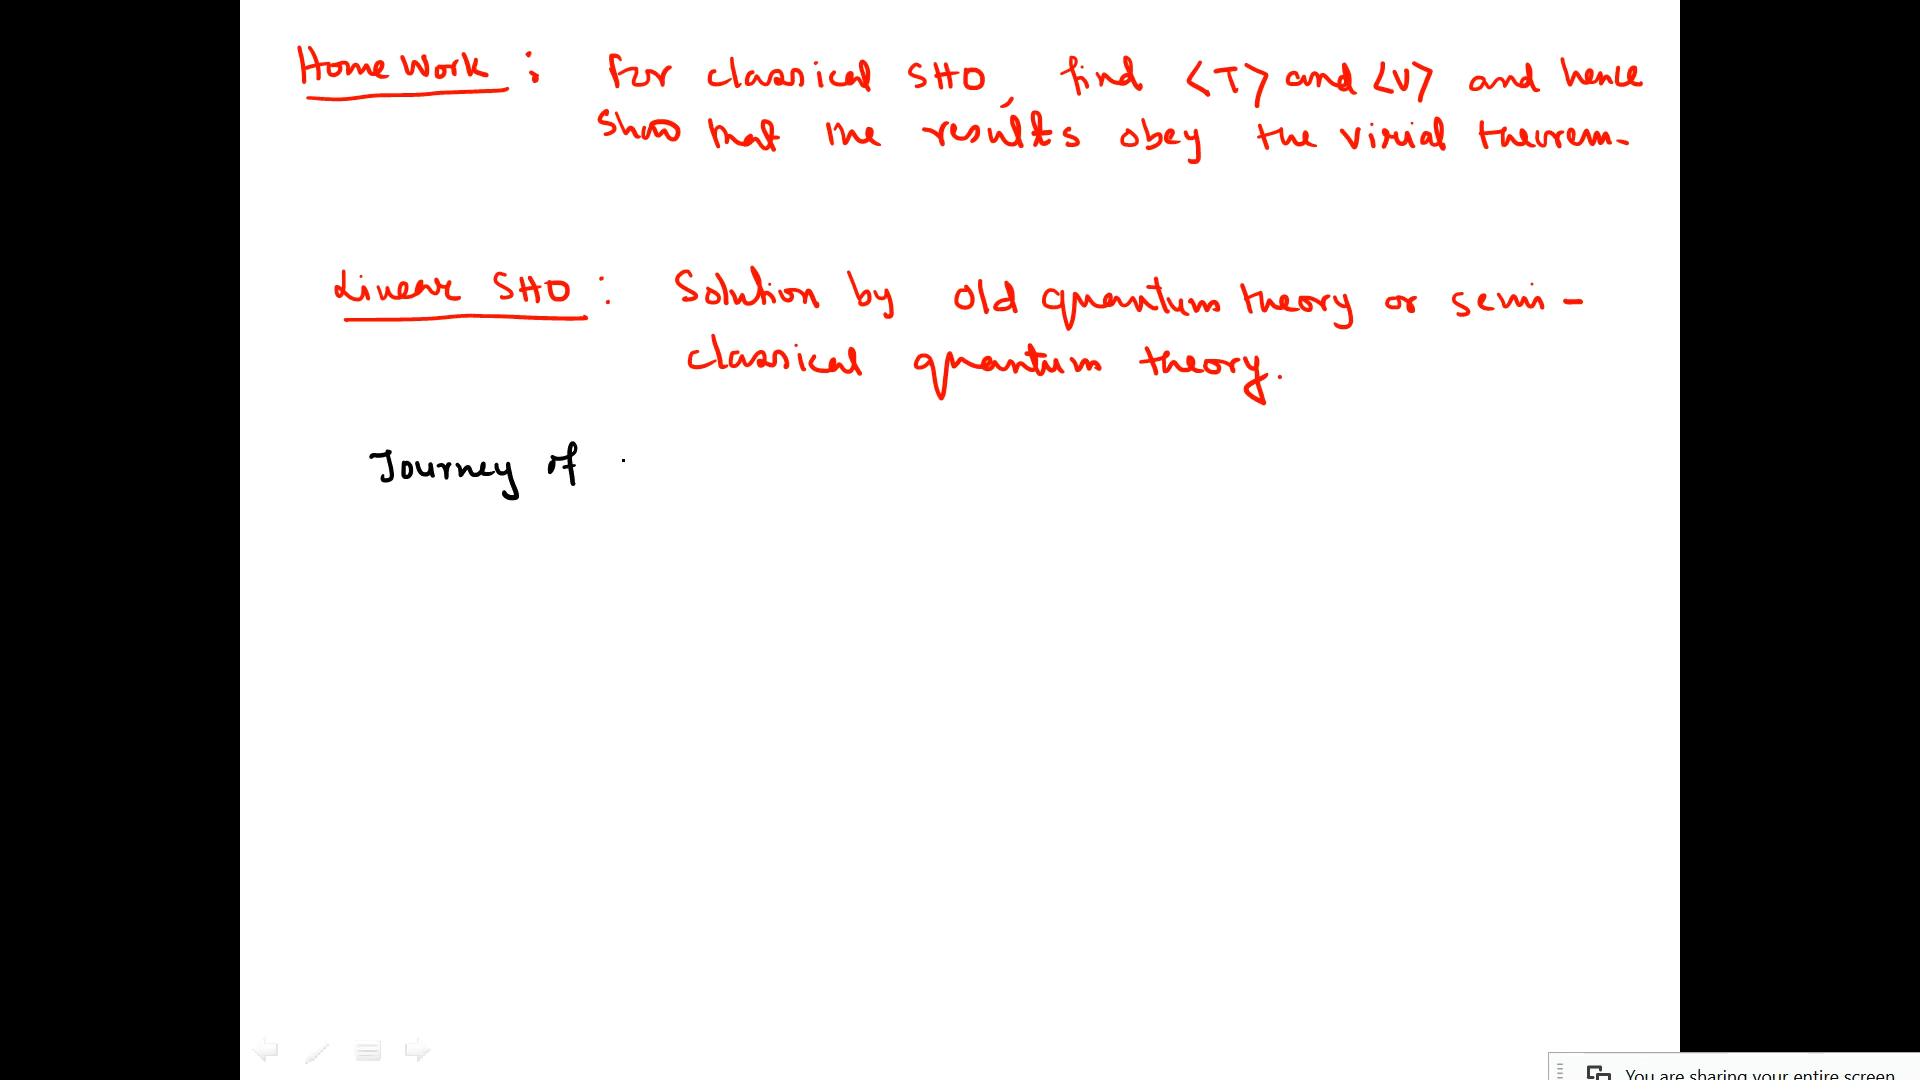 Home Work : For classical SHO, find <T> and <V> and hence
show that the results obey the virial theorem.
Linear SHO : Solution by old quantum theory or semi-
classical quantum theory.
Journey of
You are sharing your entire screen